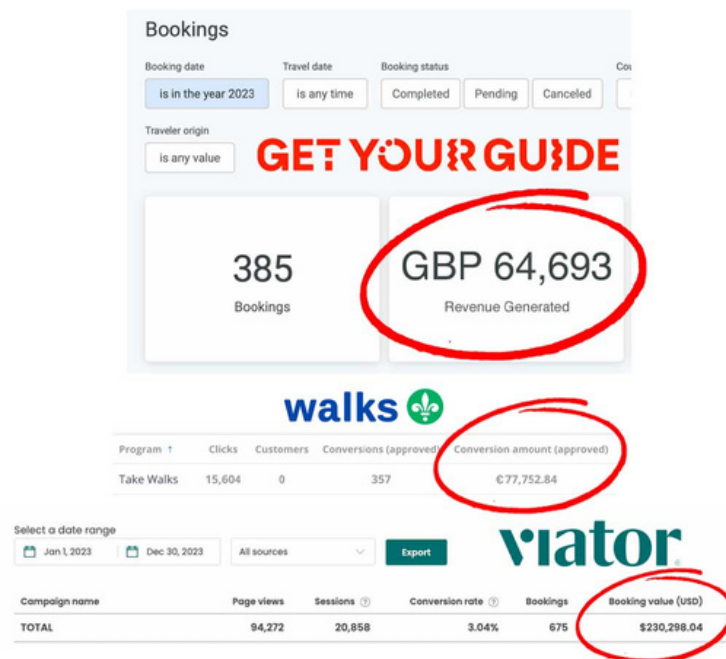 Bookings
Booking date Travel date Booking status Cou
is in the year 2023 is any time Completed Pending Canceled
Traveler origin
is any value GET YOUR GUIDE
385 GBP 64,693
Bookings Revenue Generated
walks
Program ↑ Clicks Customers Conversions (approved) Conversion amount (approved)
Take Walks 15,604 0 357 €77,752.84
Select a date range
Jan 1, 2023 Dec 30, 2023 All sources Export viator
Campaign name Page views Sessions ? Conversion rate ? Bookings Booking value (USD)
TOTAL 94,272 20,858 3.04% 675 $230,298.04